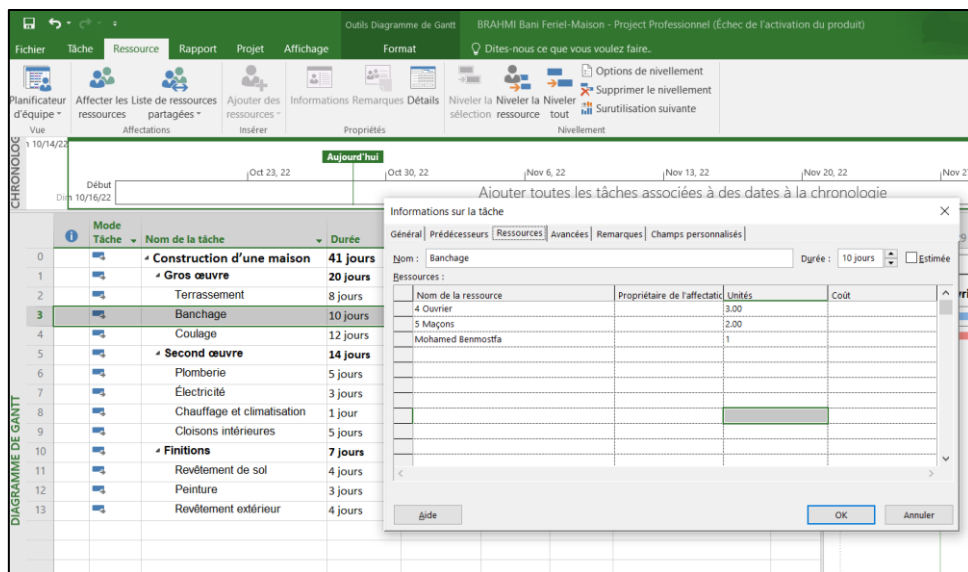 Outils Diagramme de Gantt BRAHMI Bani Feriel-Maison - Project Professionnel (Échec de l'activation du produit)
Fichier Tâche Ressource Rapport Projet Affichage Format Dites-nous ce que vous voulez faire.
Planificateur d'équipe
Affecter les ressources
Liste de ressources partagées
Ajouter des ressources
Informations Remarques Détails
Niveler la sélection
Niveler la ressource
Niveler tout
Options de nivellement
Supprimer le nivellement
Surutilisation suivante
Vue Affectations Insérer Propriétés Nivellement
CHRONOLOG
10/14/22
Aujourd'hui
Oct 23, 22 Oct 30, 22 Nov 6, 22 Nov 13, 22 Nov 20, 22 Nov 27
Début
Dim 10/16/22
Ajouter toutes les tâches associées à des dates à la chronologie
DIAGRAMME DE GANTT
Mode Tâche Nom de la tâche Durée
0 Construction d'une maison 41 jours
1 Gros œuvre 20 jours
2 Terrassement 8 jours
3 Banchage 10 jours
4 Coulage 12 jours
5 Second œuvre 14 jours
6 Plomberie 5 jours
7 Électricité 3 jours
8 Chauffage et climatisation 1 jour
9 Cloisons intérieures 5 jours
10 Finitions 7 jours
11 Revêtement de sol 4 jours
12 Peinture 3 jours
13 Revêtement extérieur 4 jours
Informations sur la tâche
Général Prédécesseurs Ressources Avancées Remarques Champs personnalisés
Nom : Banchage Durée : 10 jours Estimée
Ressources :
Nom de la ressource Propriétaire de l'affectatic Unités Coût
4 Ouvrier 3.00
5 Maçons 2.00
Mohamed Benmostfa 1
Aide OK Annuler